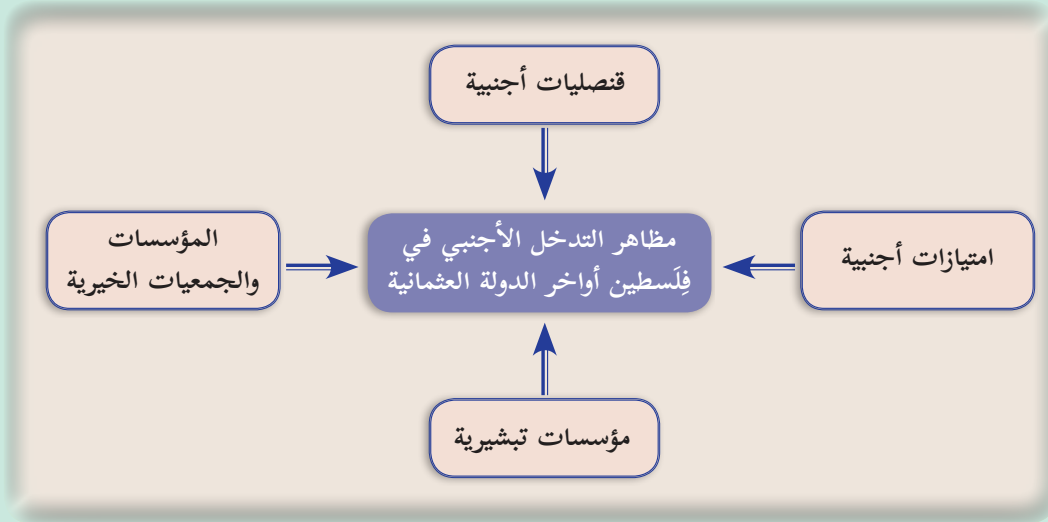 قنصليات أجنبية
امتيازات أجنبية
مظاهر التدخل الأجنبي في
فِلَسطين أواخر الدولة العثمانية
المؤسسات
والجمعيات الخيرية
مؤسسات تبشيرية